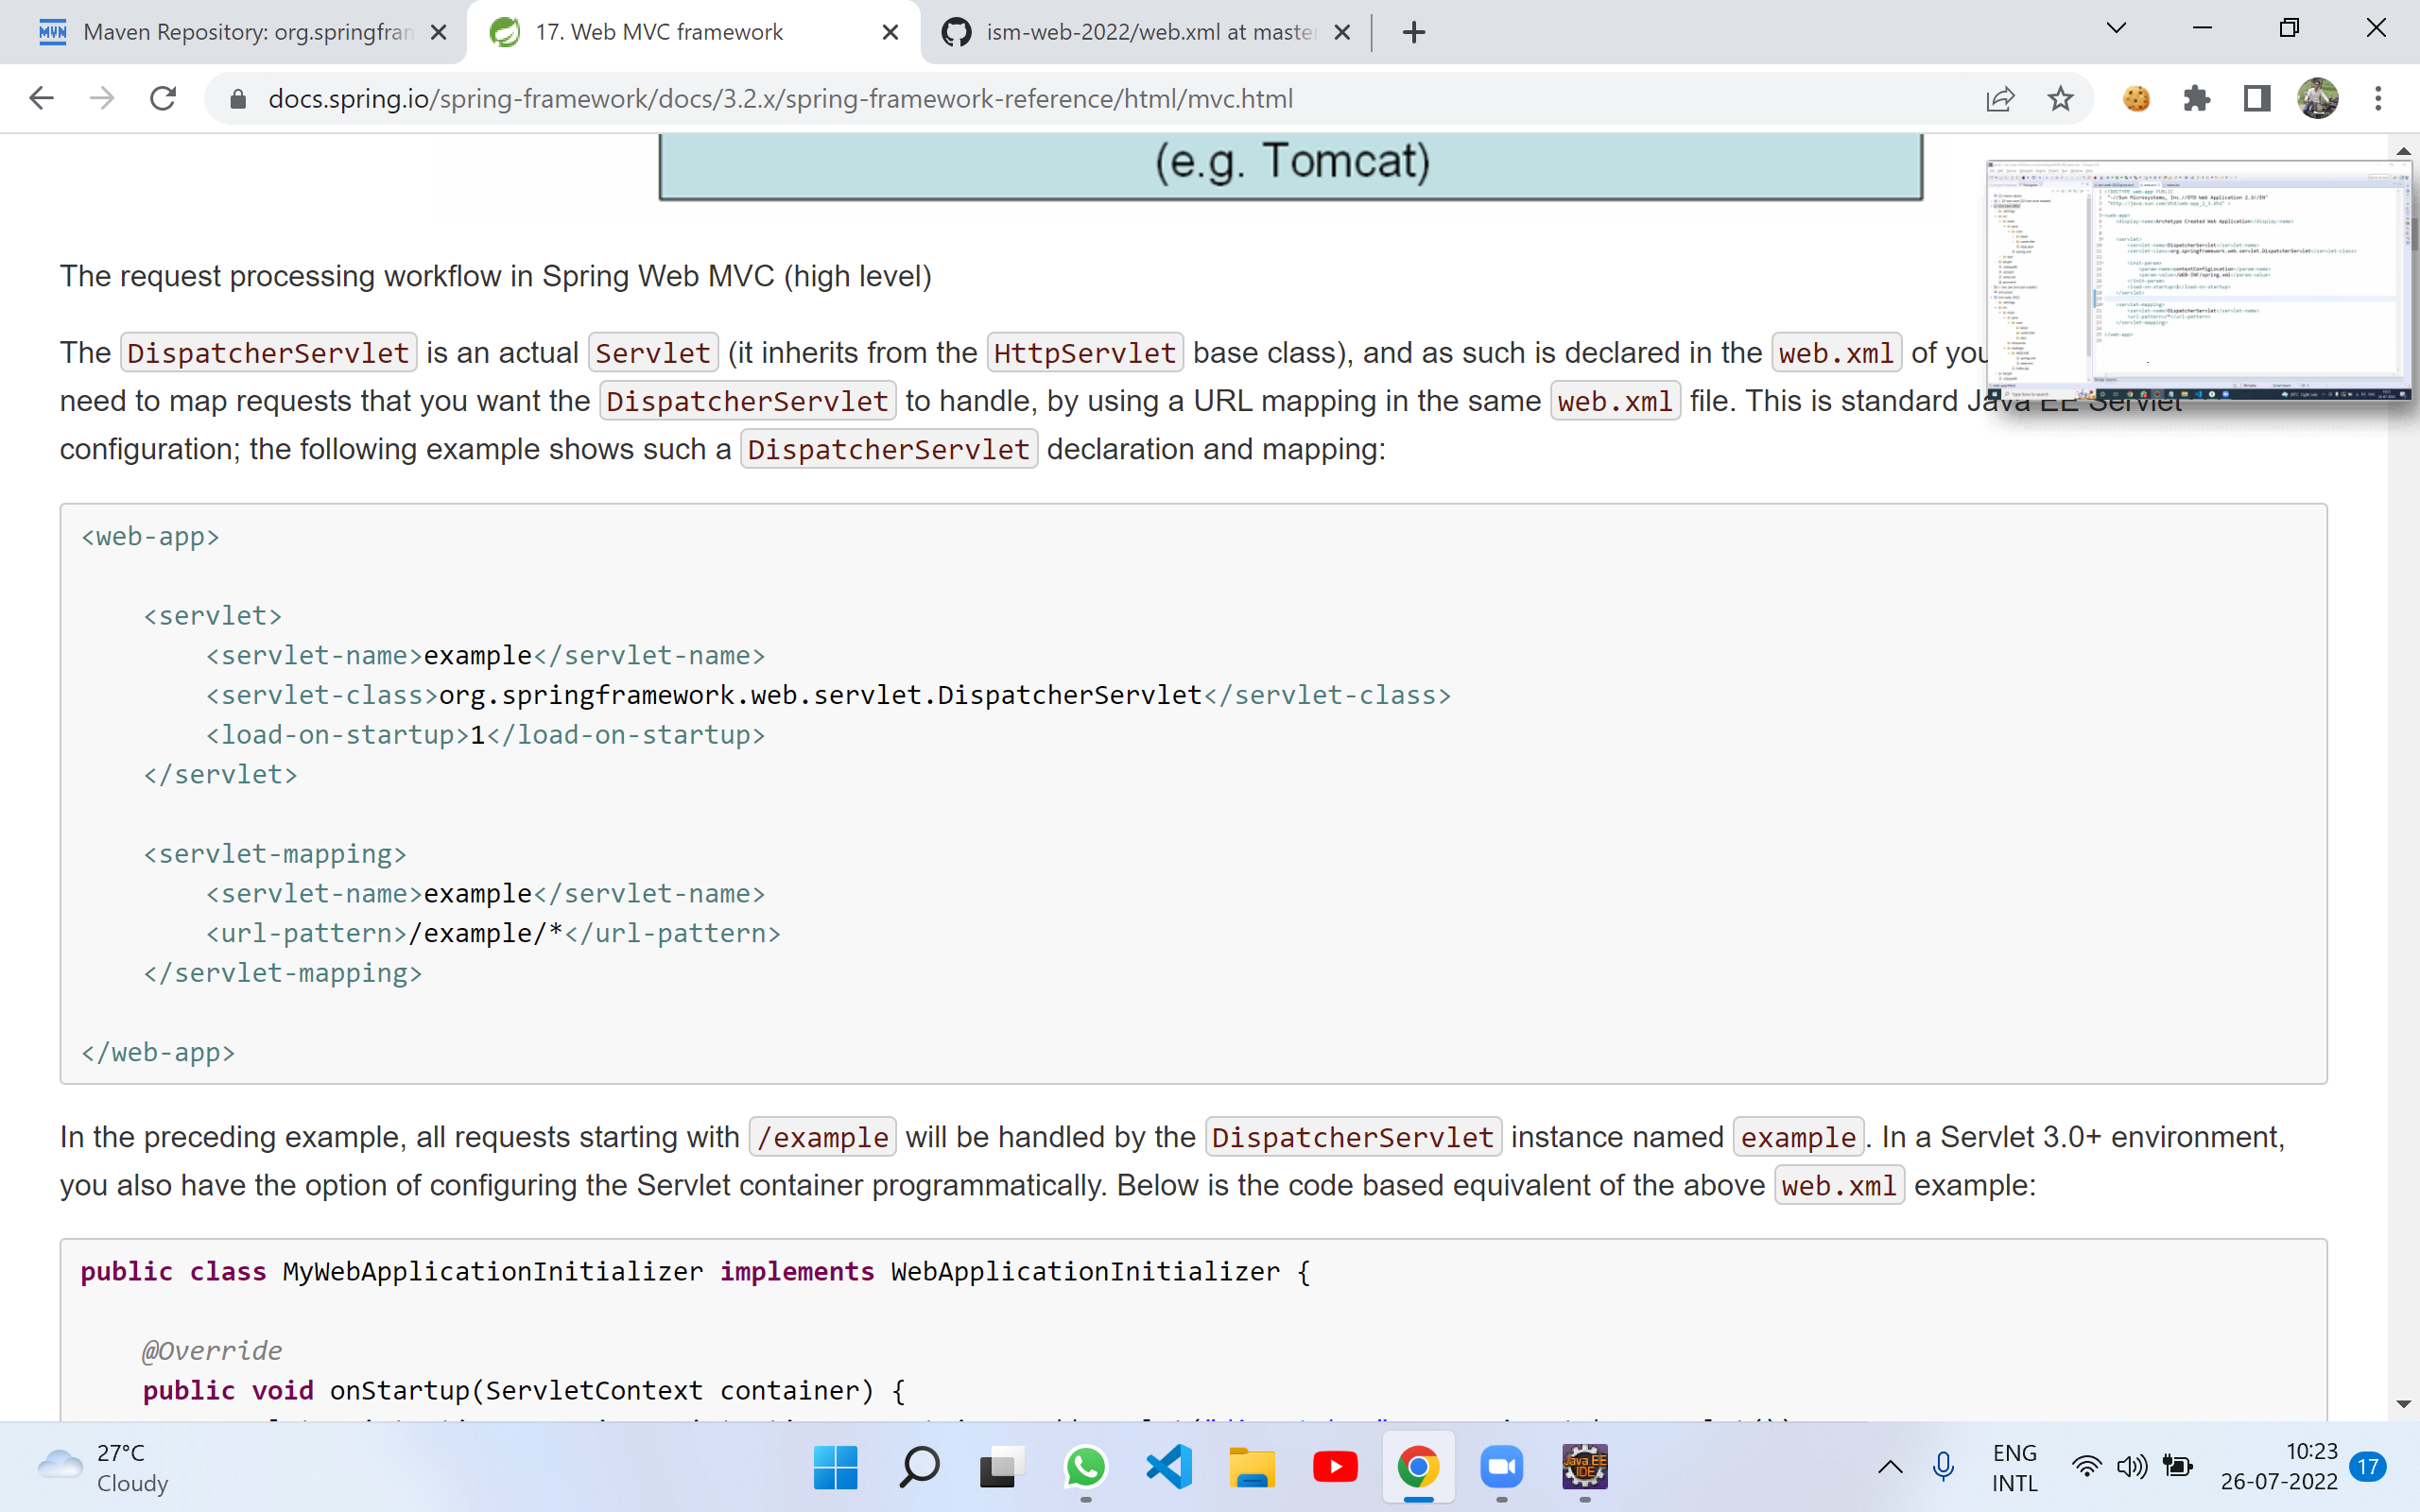 Maven Repository: org.springfran
17. Web MVC framework
ism-web-2022/web.xml at master
docs.spring.io/spring-framework/docs/3.2.x/spring-framework-reference/html/mvc.html
(e.g. Tomcat)
The request processing workflow in Spring Web MVC (high level)
The DispatcherServlet is an actual Servlet (it inherits from the HttpServlet base class), and as such is declared in the web.xml of you
need to map requests that you want the DispatcherServlet to handle, by using a URL mapping in the same web.xml file. This is standard Java EE Servlet
configuration; the following example shows such a DispatcherServlet declaration and mapping:
<web-app>
<servlet>
<servlet-name>example</servlet-name>
<servlet-class>org.springframework.web.servlet.DispatcherServlet</servlet-class>
<load-on-startup>1</load-on-startup>
</servlet>
<servlet-mapping>
<servlet-name>example</servlet-name>
<url-pattern>/example/*</url-pattern>
</servlet-mapping>
</web-app>
In the preceding example, all requests starting with /example will be handled by the DispatcherServlet instance named example. In a Servlet 3.0+ environment,
you also have the option of configuring the Servlet container programmatically. Below is the code based equivalent of the above web.xml example:
public class MyWebApplicationInitializer implements WebApplicationInitializer {
@Override
public void onStartup(ServletContext container) {
27°C
Cloudy
Java EE
IDE
ENG
INTL
10:23
26-07-2022
17